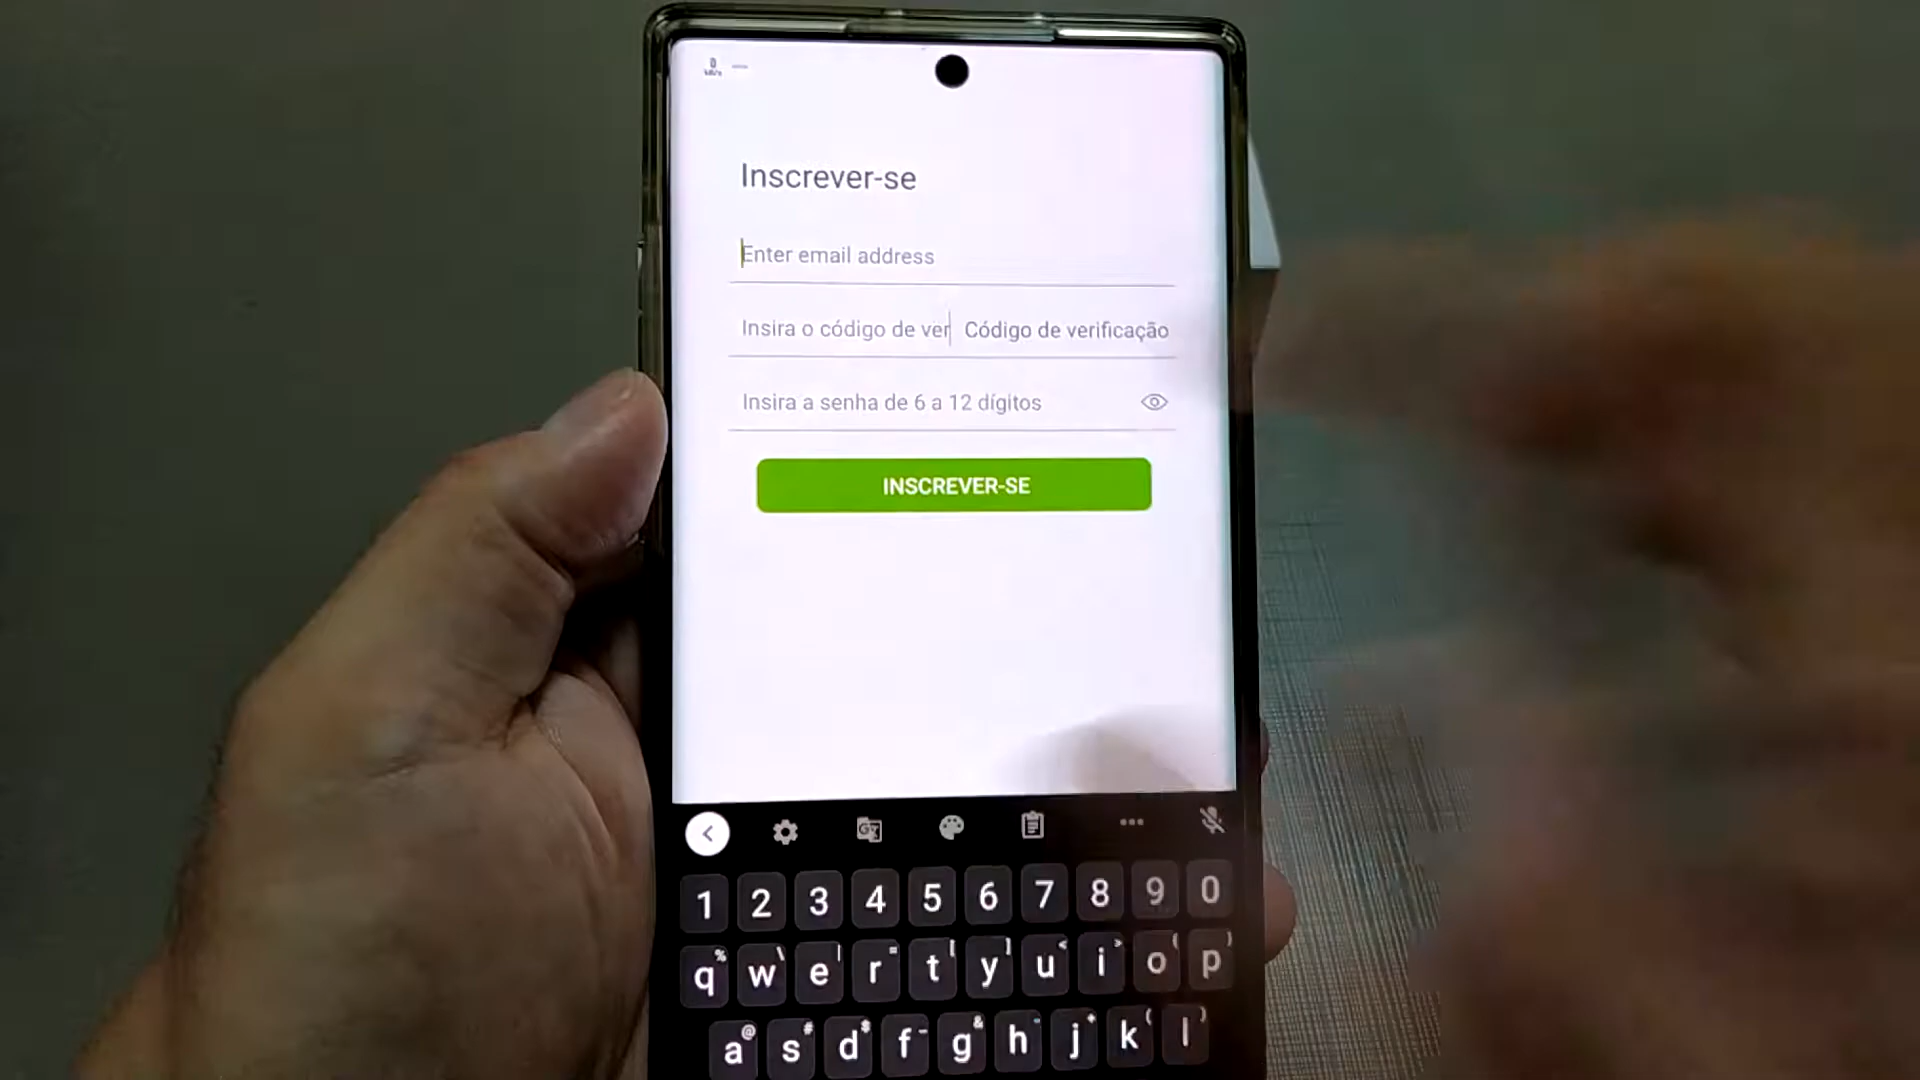 Inscrever-se
Enter email address
Insira o código de ver Código de verificação
Insira a senha de 6 a 12 dígitos
INSCREVER-SE
1 2 3 4 5 6 7 8 9 0
q w e r t y u i o p
a s d f g h j k l